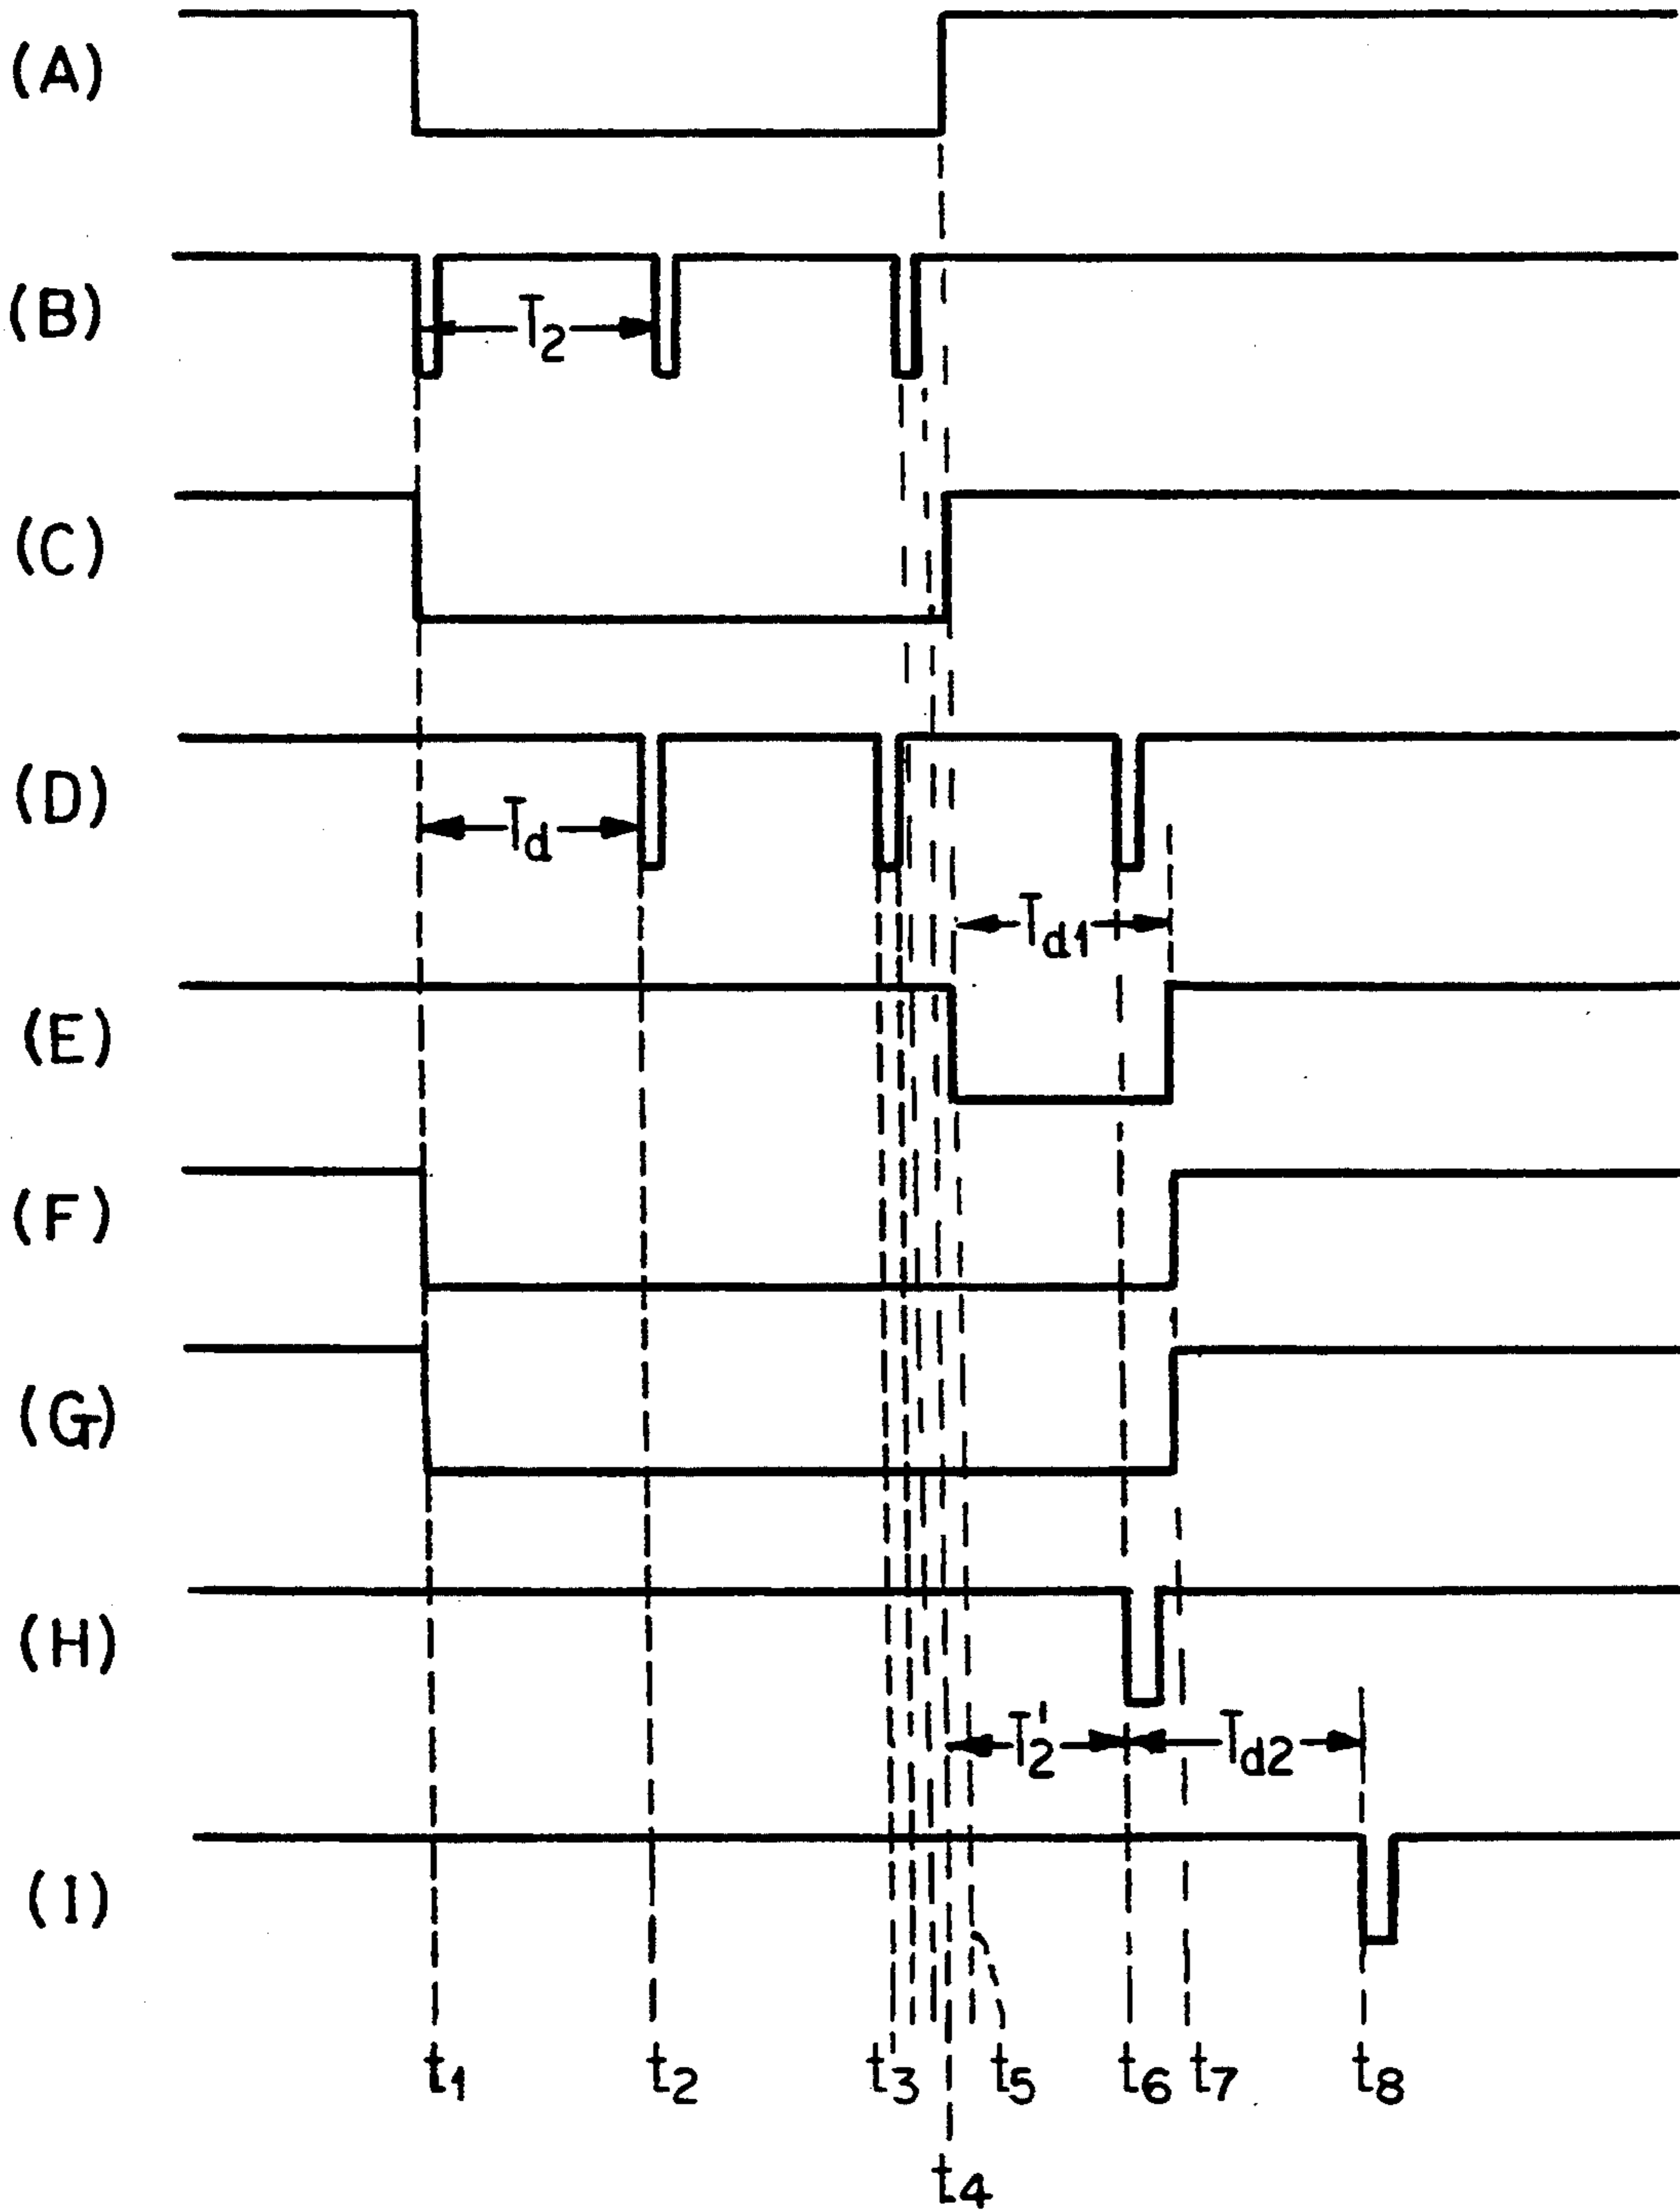 (A)
(B)
T2
(C)
(D)
Td
Td1
(E)
(F)
(G)
(H)
T2'
Td2
(I)
t1
t2
t3
t5
t6
t7
t8
t4